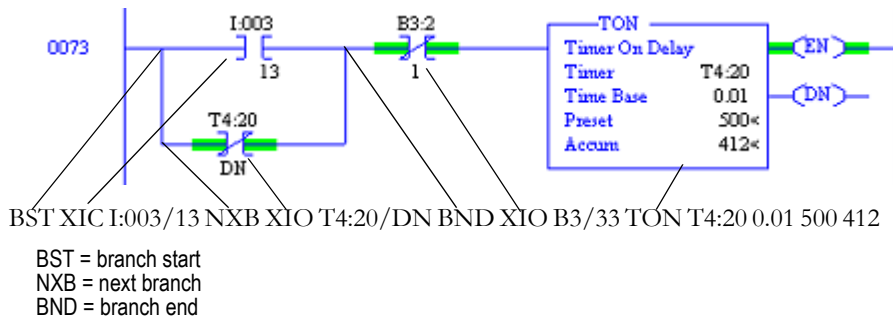 I:003 B3:2 TON
0073 Timer On Delay EN
13 1 Timer T4:20
Time Base 0.01 DN
T4:20 Preset 500<
DN Accum 412<
BST XIC I:003/13 NXB XIO T4:20/DN BND XIO B3/33 TON T4:20 0.01 500 412
BST = branch start
NXB = next branch
BND = branch end